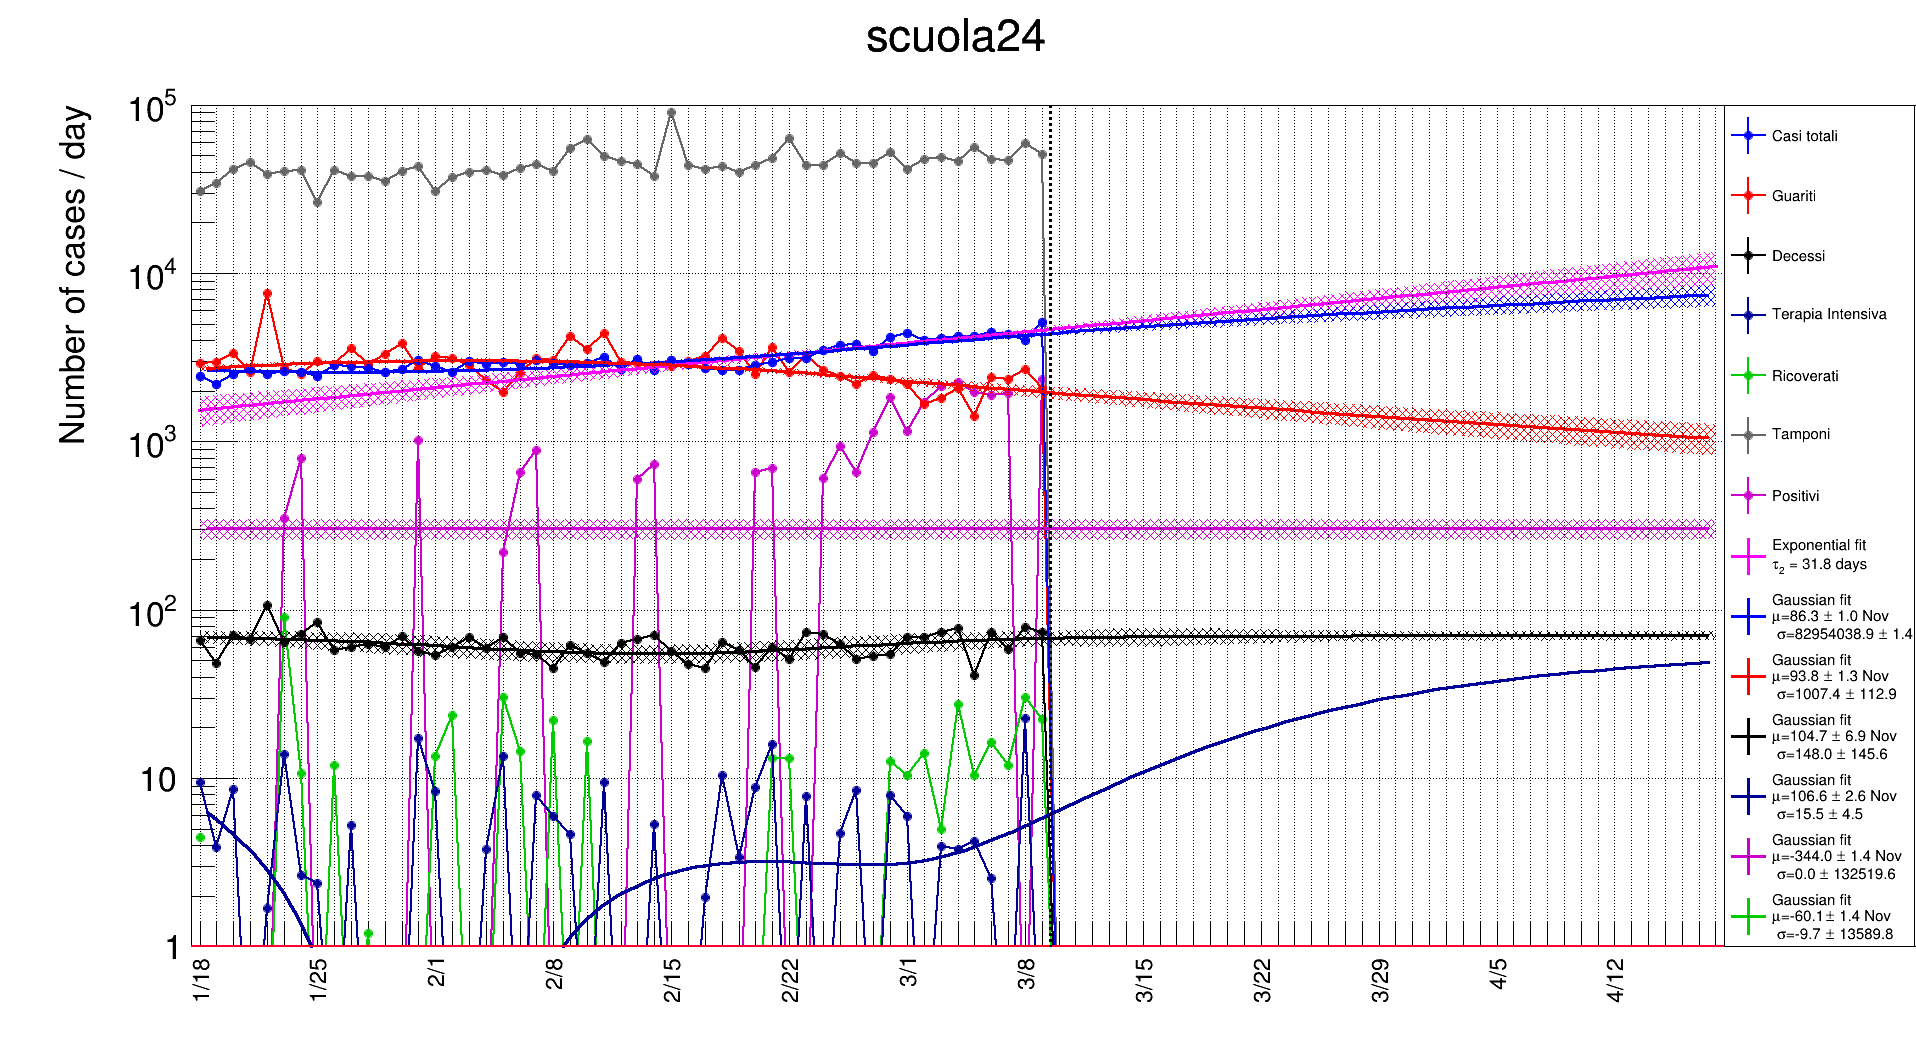 scuola24
Number of cases / day
10^5
10^4
10^3
10^2
10
1
1/18
1/25
2/1
2/8
2/15
2/22
3/1
3/8
3/15
3/22
3/29
4/5
4/12
Casi totali
Guariti
Decessi
Terapia Intensiva
Ricoverati
Tamponi
Positivi
Exponential fit
τ₂ = 31.8 days
Gaussian fit
μ=86.3 ± 1.0 Nov
σ=82954038.9 ± 1.4
Gaussian fit
μ=93.8 ± 1.3 Nov
σ=1007.4 ± 112.9
Gaussian fit
μ=104.7 ± 6.9 Nov
σ=148.0 ± 145.6
Gaussian fit
μ=106.6 ± 2.6 Nov
σ=15.5 ± 4.5
Gaussian fit
μ=-344.0 ± 1.4 Nov
σ=0.0 ± 132519.6
Gaussian fit
μ=-60.1 ± 1.4 Nov
σ=-9.7 ± 13589.8